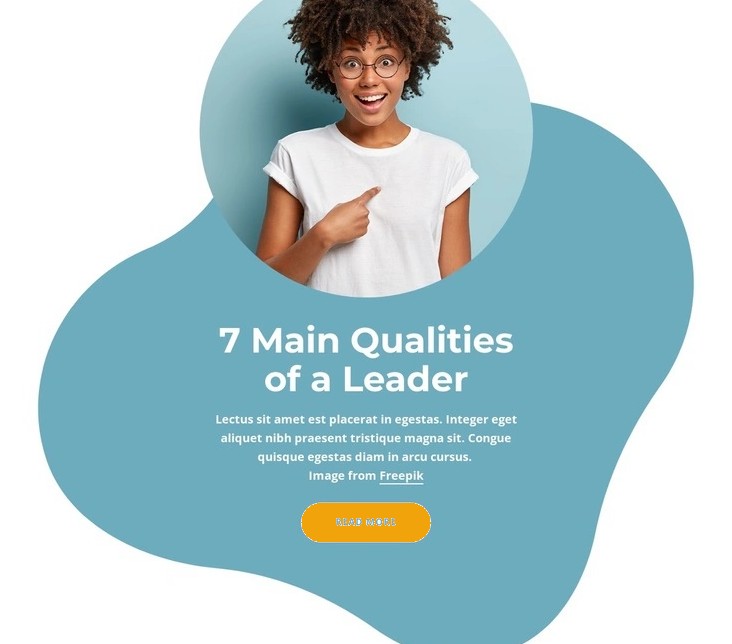 7 Main Qualities
of a Leader
Lectus sit amet est placerat in egestas. Integer eget
aliquet nibh praesent tristique magna sit. Congue
quisque egestas diam in arcu cursus.
Image from Freepik
READ MORE